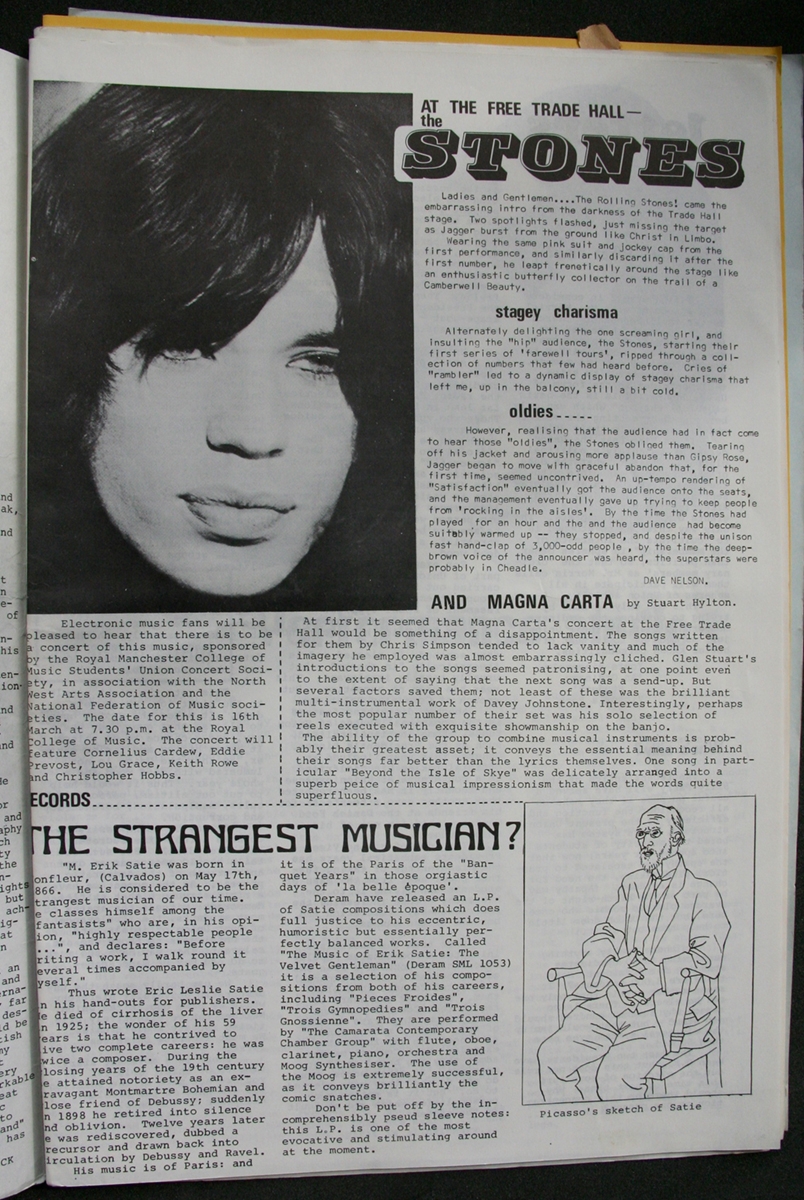 AT THE FREE TRADE HALL—
the
STONES
Ladies and Gentlemen....The Rolling Stones! came the
embarrassing intro from the darkness of the Trade Hall
stage. Two spotlights flashed, just missing the target
as Jagger burst from the ground like Christ in Limbo.
Wearing the same pink suit and jockey cap from the
first performance, and similarly discarding it after the
first number, he leapt frenetically around the stage like
an enthusiastic butterfly collector on the trail of a
Camberwell Beauty.
stagey charisma
Alternately delighting the one screaming girl, and
insulting the "hip" audience, the Stones, starting their
first series of 'farewell tours', ripped through a coll-
ection of numbers that few had heard before. Cries of
"rambler" led to a dynamic display of stagey charisma that
left me, up in the balcony, still a bit cold.
oldies.....
However, realising that the audience had in fact come
to hear those "oldies", the Stones obliged them. Tearing
off his jacket and arousing more applause than Gipsy Rose,
Jagger began to move with graceful abandon that, for the
first time, seemed uncontrived. An up-tempo rendering of
"Satisfaction" eventually got the audience onto the seats,
and the management eventually gave up trying to keep people
from 'rocking in the aisles'. By the time the Stones had
played for an hour and the and the audience had become
suitably warmed up -- they stopped, and despite the unison
fast hand-clap of 3,000-odd people , by the time the deep-
brown voice of the announcer was heard, the superstars were
probably in Cheadle.
DAVE NELSON.
AND MAGNA CARTA by Stuart Hylton.
At first it seemed that Magna Carta's concert at the Free Trade
Hall would be something of a disappointment. The songs written
for them by Chris Simpson tended to lack vanity and much of the
imagery he employed was almost embarrassingly cliched. Glen Stuart's
introductions to the songs seemed patronising, at one point even
to the extent of saying that the next song was a send-up. But
several factors saved them; not least of these was the brilliant
multi-instrumental work of Davey Johnstone. Interestingly, perhaps
the most popular number of their set was his solo selection of
reels executed with exquisite showmanship on the banjo.
The ability of the group to combine musical instruments is prob-
ably their greatest asset; it conveys the essential meaning behind
their songs far better than the lyrics themselves. One song in part-
icular "Beyond the Isle of Skye" was delicately arranged into a
superb peice of musical impressionism that made the words quite
superfluous.
Electronic music fans will be
pleased to hear that there is to be
a concert of this music, sponsored
by the Royal Manchester College of
Music Students' Union Concert Soci-
ety, in association with the North
West Arts Association and the
National Federation of Music soci-
eties. The date for this is 16th
March at 7.30 p.m. at the Royal
College of Music. The concert will
feature Cornelius Cardew, Eddie
Prevost, Lou Grace, Keith Rowe
and Christopher Hobbs.
ECORDS
THE STRANGEST MUSICIAN?
"M. Erik Satie was born in
onfleur, (Calvados) on May 17th,
866. He is considered to be the
trangest musician of our time.
e classes himself among the
fantasists" who are, in his opi-
ion, "highly respectable people
...", and declares: "Before
riting a work, I walk round it
everal times accompanied by
yself."
Thus wrote Eric Leslie Satie
n his hand-outs for publishers.
e died of cirrhosis of the liver
n 1925; the wonder of his 59
ears is that he contrived to
ive two complete careers: he was
wice a composer. During the
losing years of the 19th century
e attained notoriety as an ex-
ravagant Montmartre Bohemian and
lose friend of Debussy; suddenly
n 1898 he retired into silence
nd oblivion. Twelve years later
e was rediscovered, dubbed a
recursor and drawn back into
irculation by Debussy and Ravel.
His music is of Paris: and
it is of the Paris of the "Ban-
quet Years" in those orgiastic
days of 'la belle époque'.
Deram have released an L.P.
of Satie compositions which does
full justice to his eccentric,
humoristic but essentially per-
fectly balanced works. Called
"The Music of Erik Satie: The
Velvet Gentleman" (Deram SML 1053)
it is a selection of his compo-
sitions from both of his careers,
including "Pieces Froides",
"Trois Gymnopedies" and "Trois
Gnossienne". They are performed
by "The Camarata Contemporary
Chamber Group" with flute, oboe,
clarinet, piano, orchestra and
Moog Synthesiser. The use of
the Moog is extremely successful,
as it conveys brilliantly the
comic snatches.
Don't be put off by the in-
comprehensibly pseud sleeve notes:
this L.P. is one of the most
evocative and stimulating around
at the moment.
Picasso's sketch of Satie